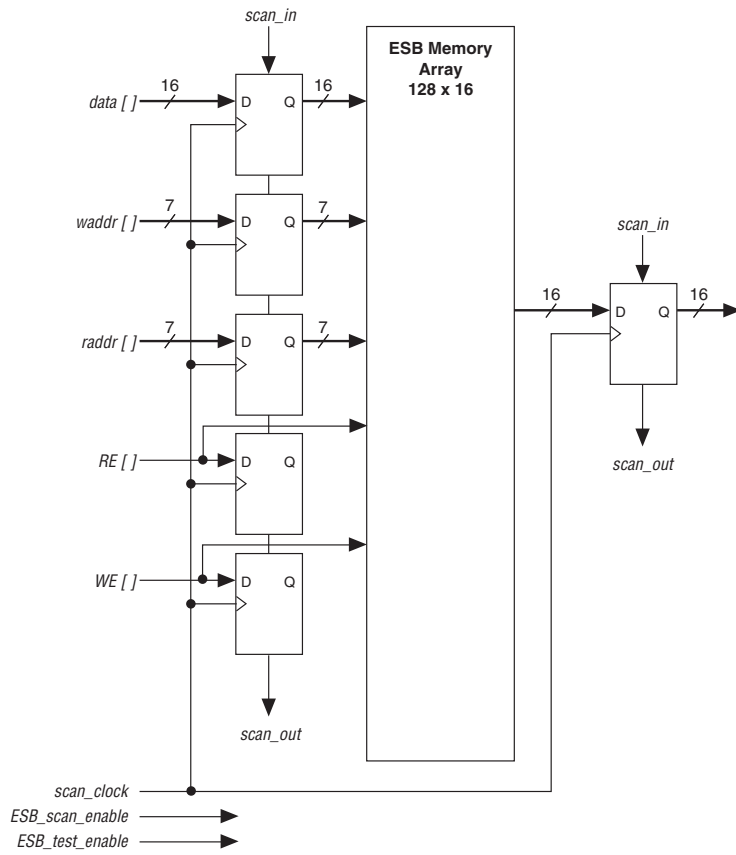 scan_in
ESB Memory
Array
128 x 16
data [ ]
16
D
Q
16
waddr [ ]
7
D
Q
7
scan_in
raddr [ ]
7
D
Q
7
16
D
Q
16
RE [ ]
D
Q
scan_out
WE [ ]
D
Q
scan_out
scan_clock
ESB_scan_enable
ESB_test_enable